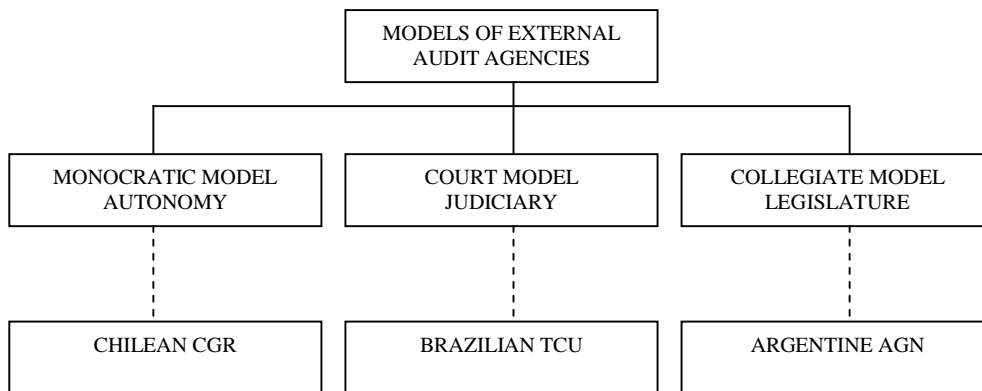 MODELS OF EXTERNAL
AUDIT AGENCIES
MONOCRATIC MODEL
AUTONOMY
COURT MODEL
JUDICIARY
COLLEGIATE MODEL
LEGISLATURE
CHILEAN CGR
BRAZILIAN TCU
ARGENTINE AGN